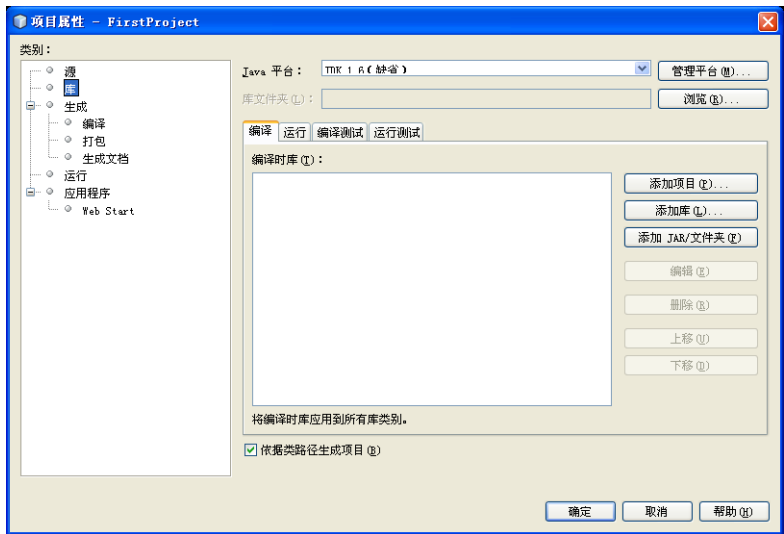 项目属性 - FirstProject
类别：
源
库
生成
编译
打包
生成文档
运行
应用程序
Web Start
Java 平台：
JDK 1.6(缺省)
管理平台(M)...
库文件夹(L)：
浏览(R)...
编译 运行 编译测试 运行测试
编译时库(T)：
添加项目(P)...
添加库(L)...
添加 JAR/文件夹(F)
编辑(E)
删除(R)
上移(U)
下移(D)
将编译时库应用到所有库类别。
依据类路径生成项目(B)
确定 取消 帮助(H)